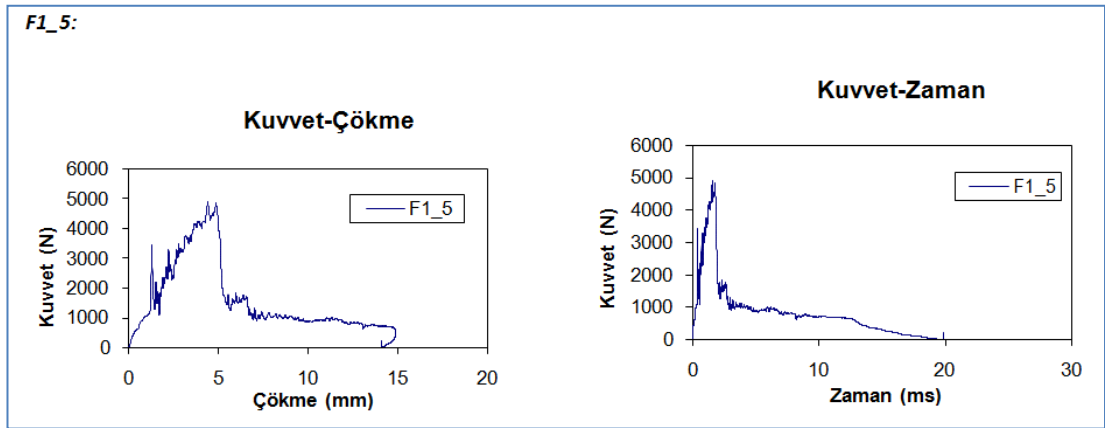 F1_5:
Kuvvet-Çökme
Kuvvet (N)
6000
5000
4000
3000
2000
1000
0
0 5 10 15 20
Çökme (mm)
F1_5
Kuvvet-Zaman
Kuvvet (N)
6000
5000
4000
3000
2000
1000
0
0 10 20 30
Zaman (ms)
F1_5